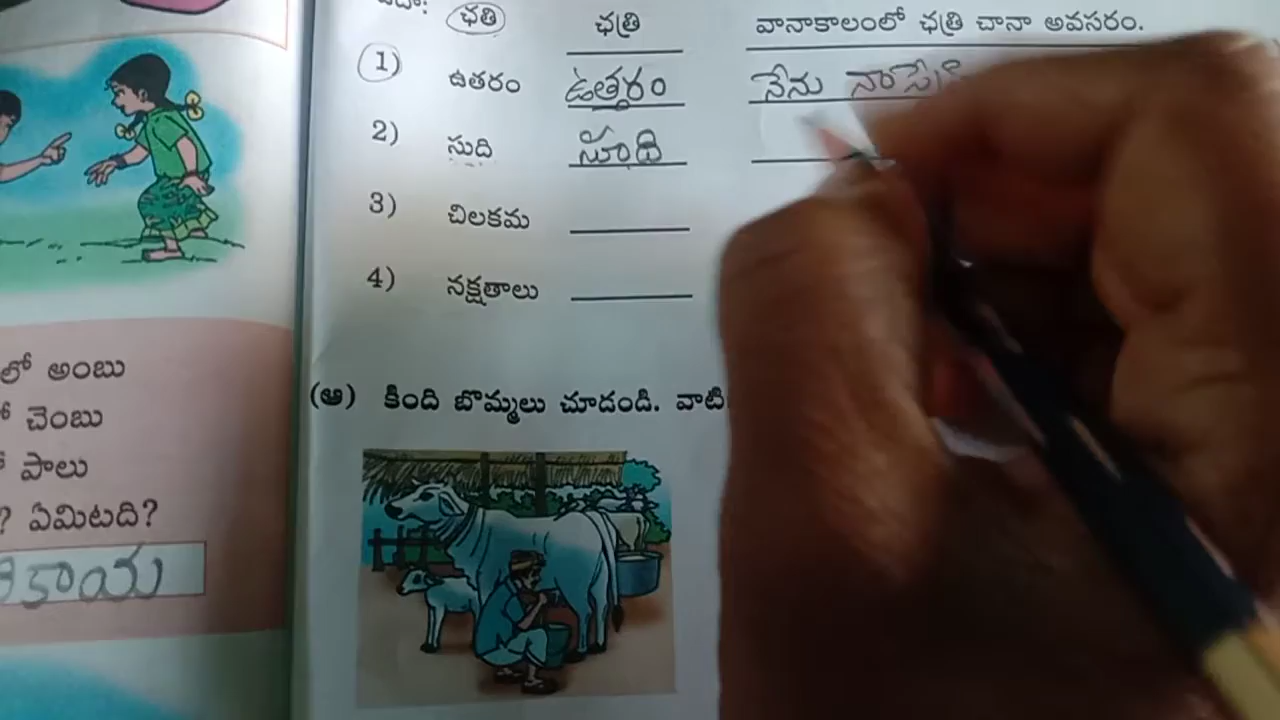 ఛతి ఛత్రి వానాకాలంలో ఛత్రి చానా అవసరం.
1) ఉతరం ఉత్తరం నేను
2) సుది సూది
3) చిలకమ
4) నక్షతాలు
(ఆ) కింది బొమ్మలు చూడండి. వాటి
లో అంబు
చెంబు
పాలు
? ఏమిటది?
కాయ